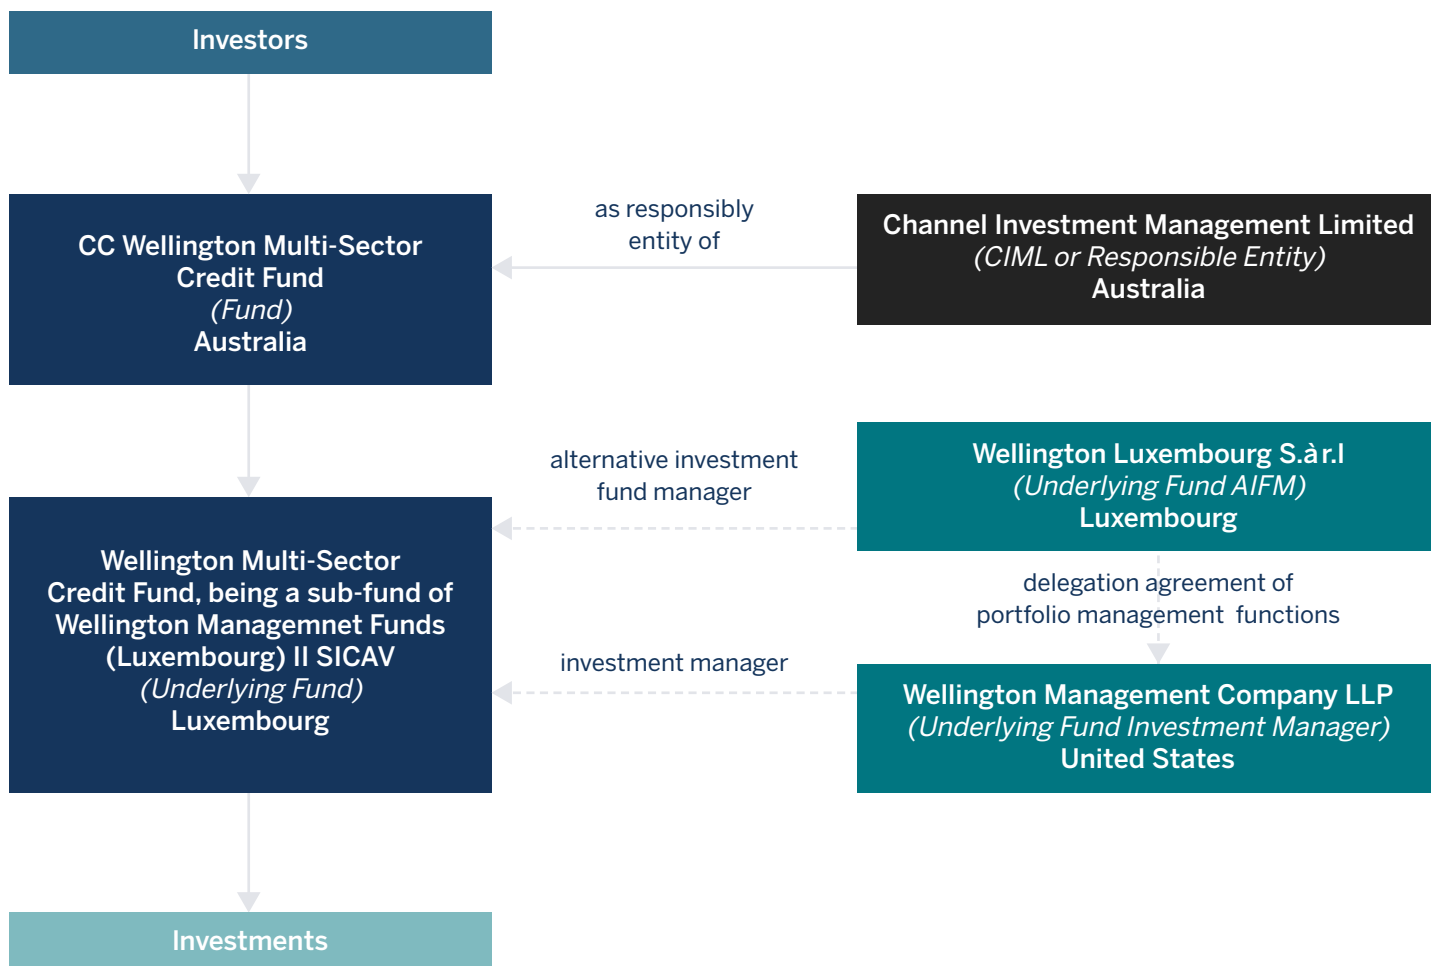 Investors
CC Wellington Multi-Sector
Credit Fund
(Fund)
Australia
as responsibly
entity of
Channel Investment Management Limited
(CIML or Responsible Entity)
Australia
alternative investment
fund manager
Wellington Luxembourg S.à r.l
(Underlying Fund AIFM)
Luxembourg
delegation agreement of
portfolio management functions
Wellington Multi-Sector
Credit Fund, being a sub-fund of
Wellington Managemnet Funds
(Luxembourg) II SICAV
(Underlying Fund)
Luxembourg
investment manager
Wellington Management Company LLP
(Underlying Fund Investment Manager)
United States
Investments